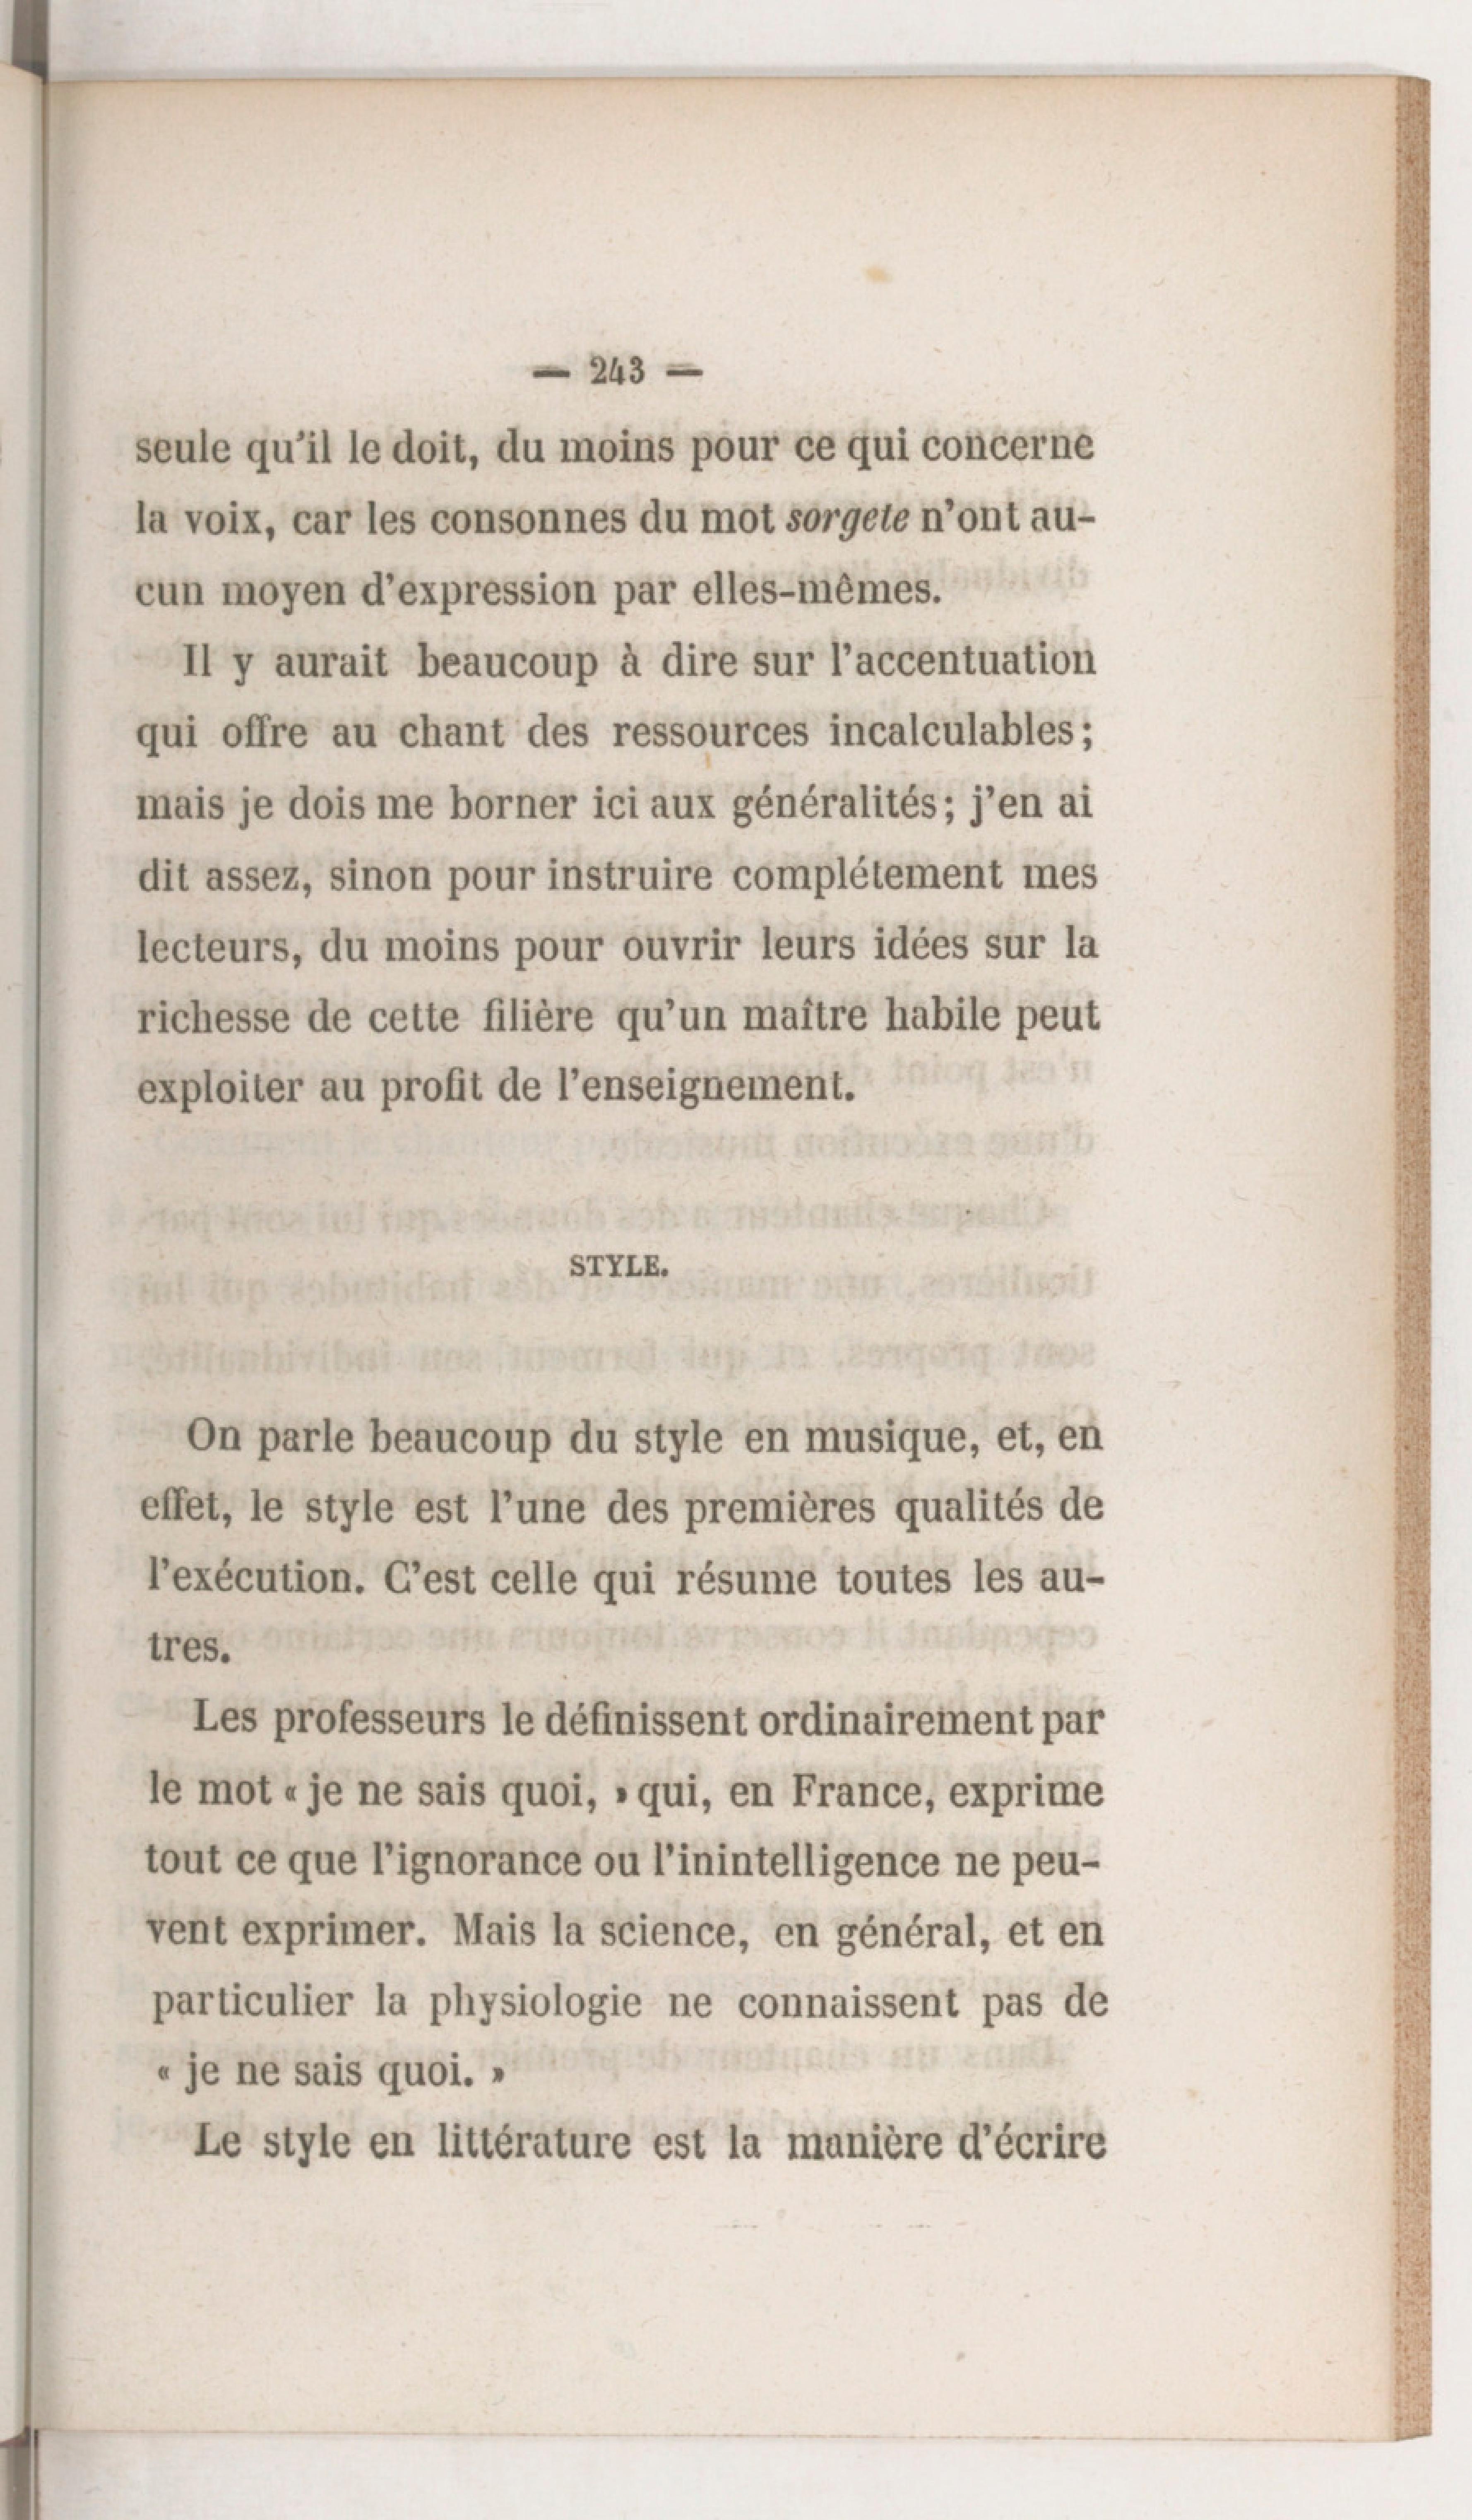 — 243 —
seule qu'il le doit, du moins pour ce qui concerne
la voix, car les consonnes du mot sorgete n'ont au-
cun moyen d'expression par elles-mêmes.
Il y aurait beaucoup à dire sur l'accentuation
qui offre au chant des ressources incalculables;
mais je dois me borner ici aux généralités; j'en ai
dit assez, sinon pour instruire complétement mes
lecteurs, du moins pour ouvrir leurs idées sur la
richesse de cette filière qu'un maître habile peut
exploiter au profit de l'enseignement.
STYLE.
On parle beaucoup du style en musique, et, en
effet, le style est l'une des premières qualités de
l'exécution. C'est celle qui résume toutes les au-
tres.
Les professeurs le définissent ordinairement par
le mot « je ne sais quoi, » qui, en France, exprime
tout ce que l'ignorance ou l'inintelligence ne peu-
vent exprimer. Mais la science, en général, et en
particulier la physiologie ne connaissent pas de
« je ne sais quoi. »
Le style en littérature est la manière d'écrire